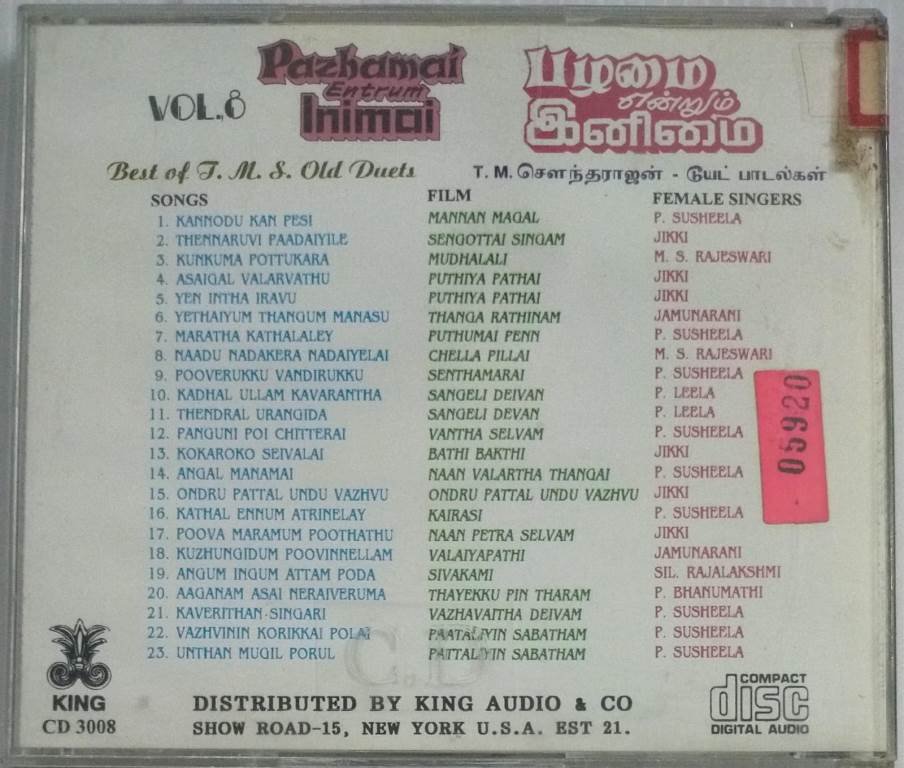 VOL.8
Pazhamai
Entrum
Inimai
பழமை
என்றும்
இனிமை
Best of T. M. S. Old Duets
T. M. சௌந்தராஜன் - டூயட் பாடல்கள்
SONGS FILM FEMALE SINGERS
1. KANNODU KAN PESI MANNAN MAGAL P. SUSHEELA
2. THENNARUVI PAADAIYILE SENGOTTAI SINGAM JIKKI
3. KUNKUMA POTTUKARA MUDHALALI M. S. RAJESWARI
4. ASAIGAL VALARVATHU PUTHIYA PATHAI JIKKI
5. YEN INTHA IRAVU PUTHIYA PATHAI JIKKI
6. YETHAIYUM THANGUM MANASU THANGA RATHINAM JAMUNARANI
7. MARATHA KATHALALEY PUTHUMAI PENN P. SUSHEELA
8. NAADU NADAKERA NADAIYELAI CHELLA PILLAI M. S. RAJESWARI
9. POOVERUKKU VANDIRUKKU SENTHAMARAI P. SUSHEELA
10. KADHAL ULLAM KAVARANTHA SANGELI DEIVAN P. LEELA
11. THENDRAL URANGIDA SANGELI DEVAN P. LEELA
12. PANGUNI POI CHITTERAI VANTHA SELVAM P. SUSHEELA
13. KOKAROKO SEIVALAI BATHI BAKTHI JIKKI
14. ANGAL MANAMAI NAAN VALARTHA THANGAI P. SUSHEELA
15. ONDRU PATTAL UNDU VAZHVU ONDRU PATTAL UNDU VAZHVU JIKKI
16. KATHAL ENNUM ATRINELAY KAIRASI P. SUSHEELA
17. POOVA MARAMUM POOTHATHU NAAN PETRA SELVAM JIKKI
18. KUZHUNGIDUM POOVINNELLAM VALAIYAPATHI JAMUNARANI
19. ANGUM INGUM ATTAM PODA SIVAKAMI SIL. RAJALAKSHMI
20. AAGANAM ASAI NERAIVERUMA THAYEKKU PIN THARAM P. BHANUMATHI
21. KAVERITHAN-SINGARI VAZHAVAITHA DEIVAM P. SUSHEELA
22. VAZHVININ KORIKKAI POLAI PAATALIYIN SABATHAM P. SUSHEELA
23. UNTHAN MUGIL PORUL PATTALIYIN SABATHAM P. SUSHEELA
05920
C.D
KING
CD 3008
DISTRIBUTED BY KING AUDIO & CO
SHOW ROAD-15, NEW YORK U.S.A. EST 21.
COMPACT
disc
DIGITAL AUDIO